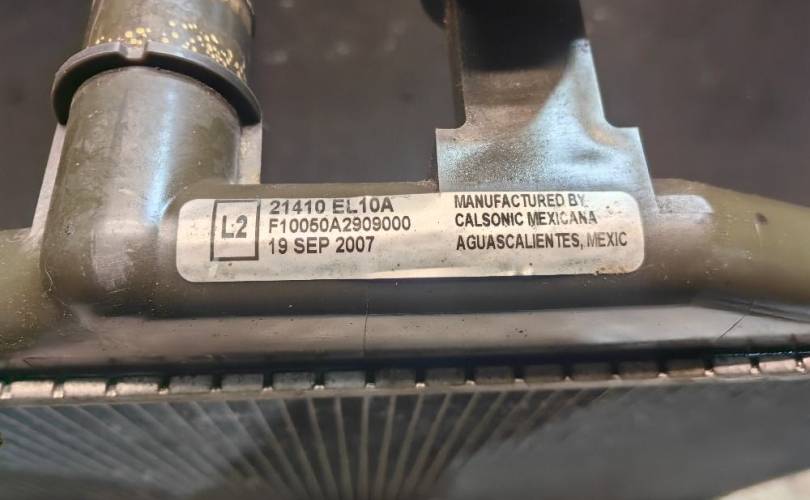 L2
21410 EL10A
F10050A2909000
19 SEP 2007
MANUFACTURED BY
CALSONIC MEXICANA
AGUASCALIENTES, MEXIC